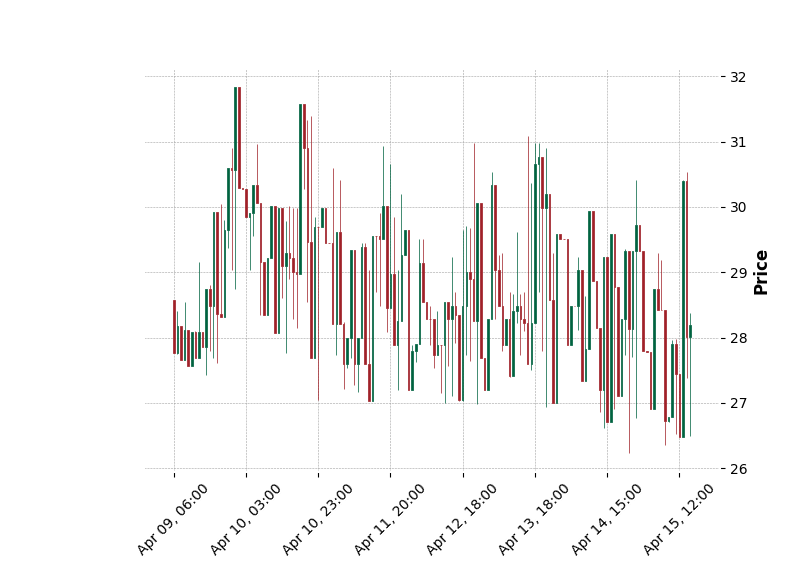 32
31
30
29
28
27
26
Price
Apr 09, 06:00
Apr 10, 03:00
Apr 10, 23:00
Apr 11, 20:00
Apr 12, 18:00
Apr 13, 18:00
Apr 14, 15:00
Apr 15, 12:00